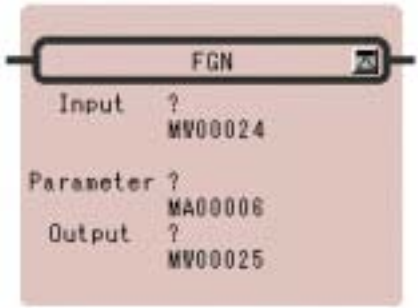 FGN
Input ?
MW00024
Parameter ?
MA00006
Output ?
MW00025